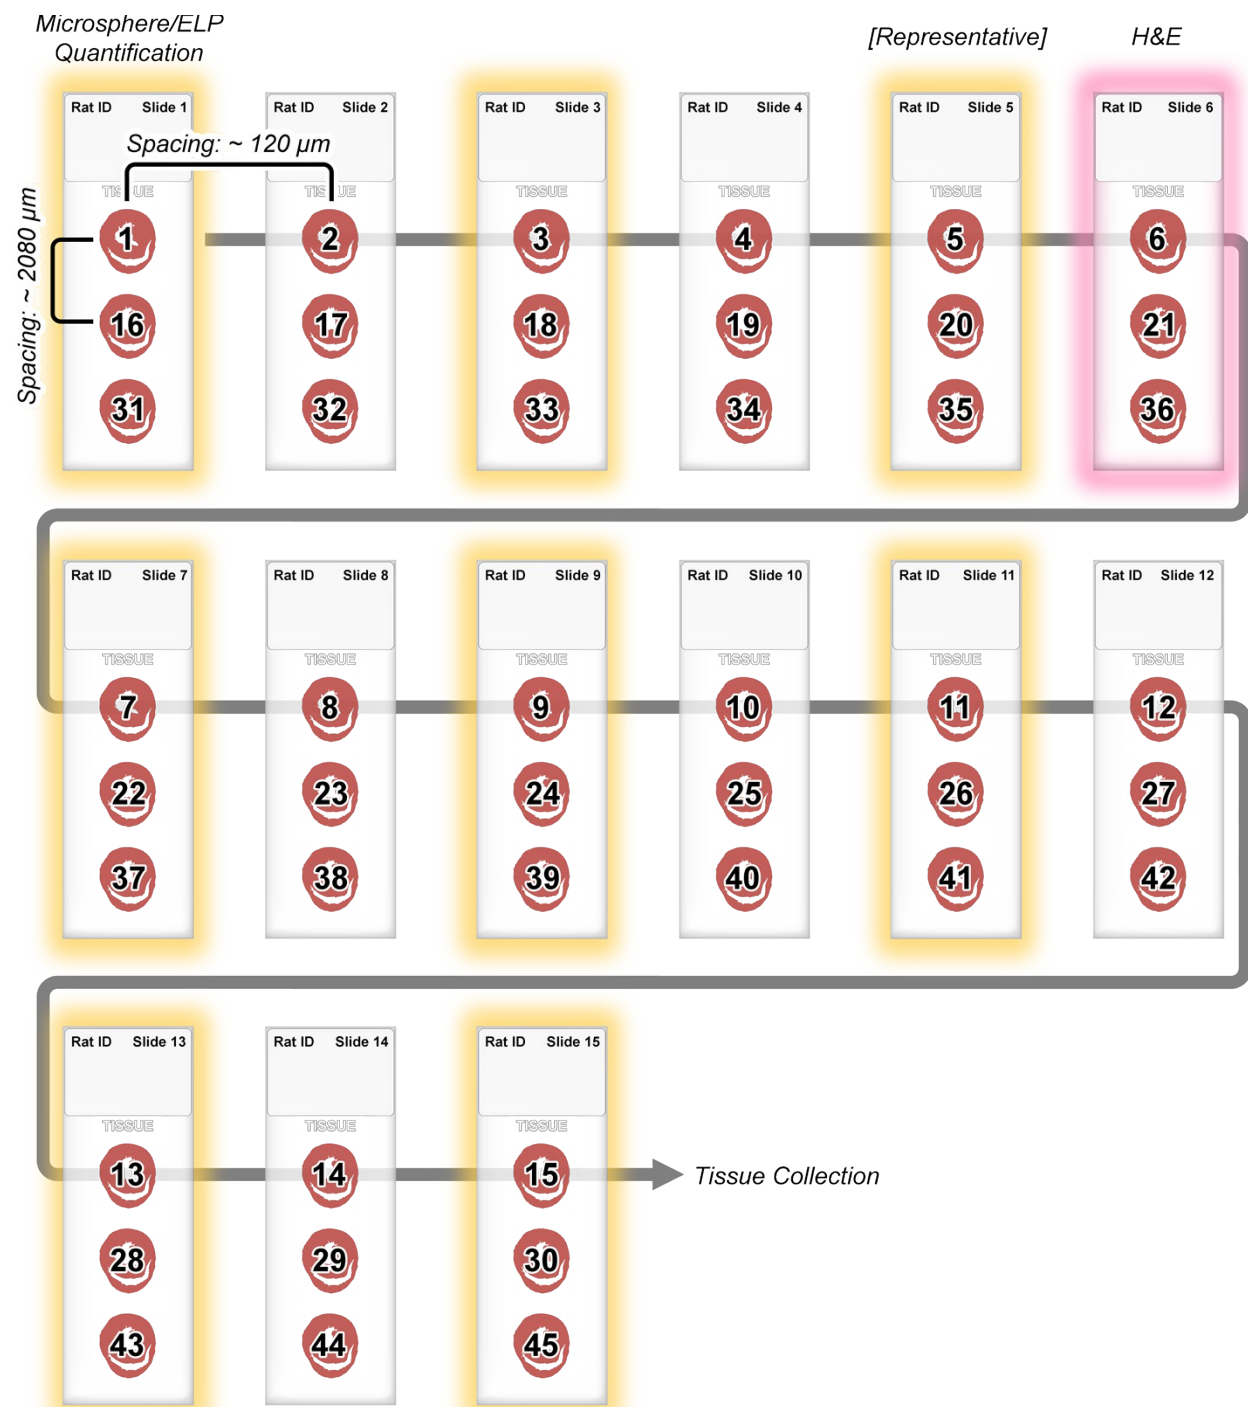 Microsphere/ELP
Quantification
[Representative]
H&E
Rat ID Slide 1
Rat ID Slide 2
Rat ID Slide 3
Rat ID Slide 4
Rat ID Slide 5
Rat ID Slide 6
Spacing: ~ 120 µm
TISSUE TISSUE TISSUE TISSUE TISSUE TISSUE
Spacing: ~ 2080 µm
1 2 3 4 5 6
16 17 18 19 20 21
31 32 33 34 35 36
Rat ID Slide 7
Rat ID Slide 8
Rat ID Slide 9
Rat ID Slide 10
Rat ID Slide 11
Rat ID Slide 12
TISSUE TISSUE TISSUE TISSUE TISSUE TISSUE
7 8 9 10 11 12
22 23 24 25 26 27
37 38 39 40 41 42
Rat ID Slide 13
Rat ID Slide 14
Rat ID Slide 15
TISSUE TISSUE TISSUE
13 14 15
Tissue Collection
28 29 30
43 44 45